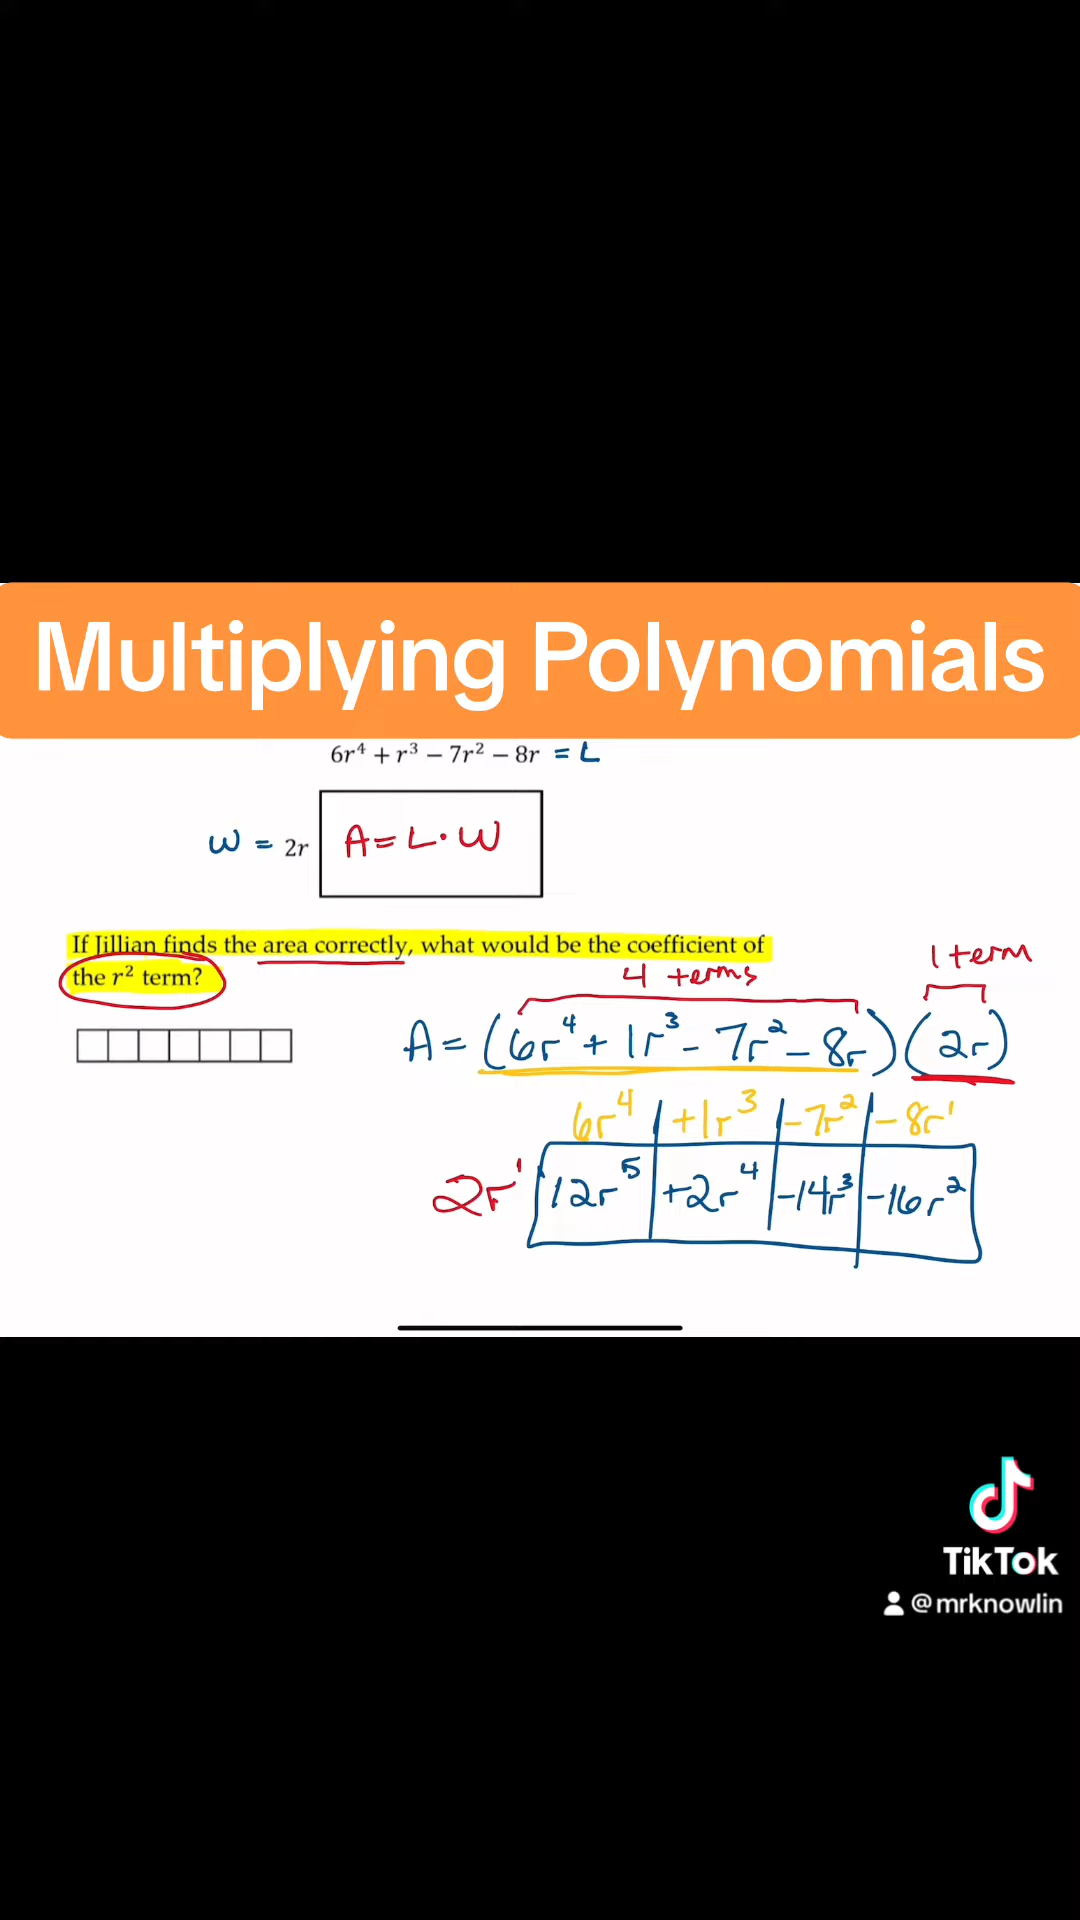 Multiplying Polynomials
6r⁴ + r³ − 7r² − 8r = L
W = 2r A = L · W
If Jillian finds the area correctly, what would be the coefficient of
the r² term?
4 terms 1 term
A = (6r⁴ + 1r³ − 7r² − 8r)(2r)
6r⁴ +1r³ −7r² −8r¹
2r¹ 12r⁵ +2r⁴ −14r³ −16r²
TikTok
@mrknowlin